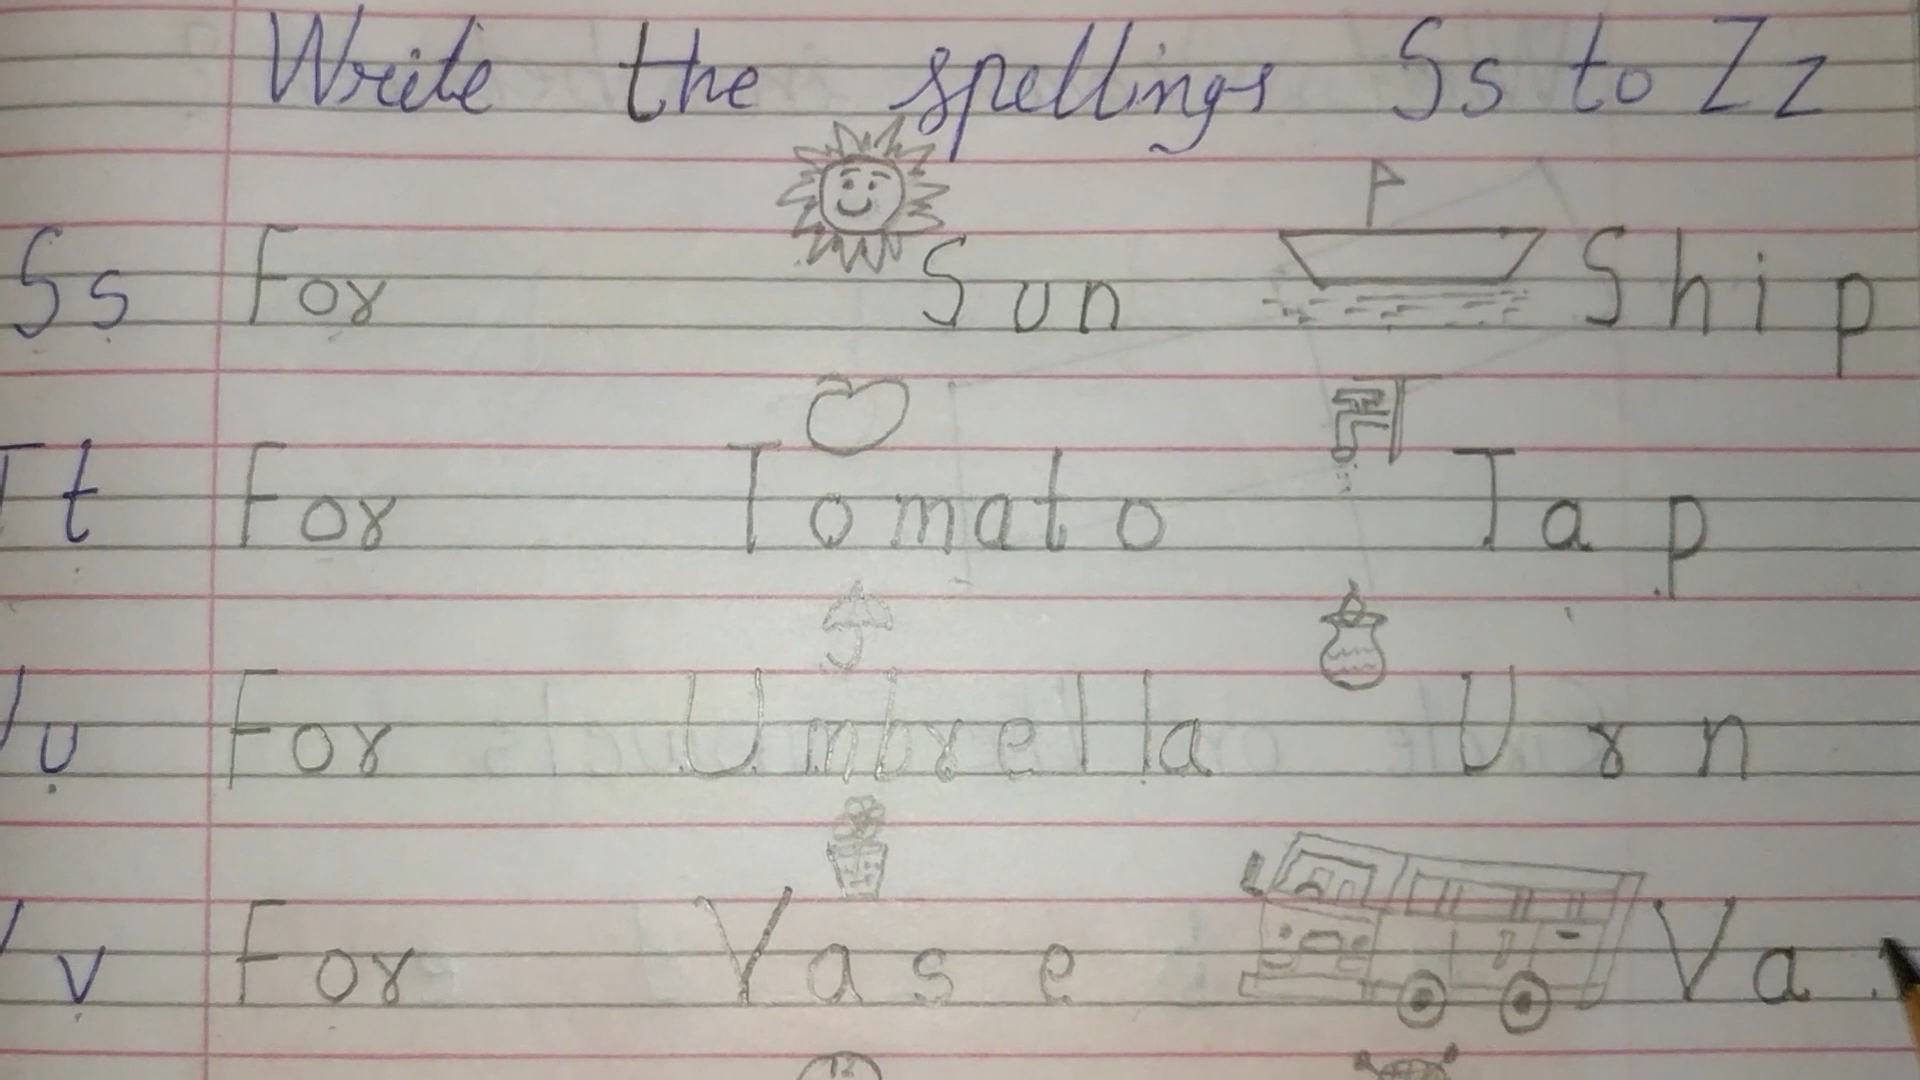 Write the spellings Ss to Zz
Ss For Sun Ship
Tt For Tomato Tap
Uu For Umbrella Urn
Vv For Vase Va
12